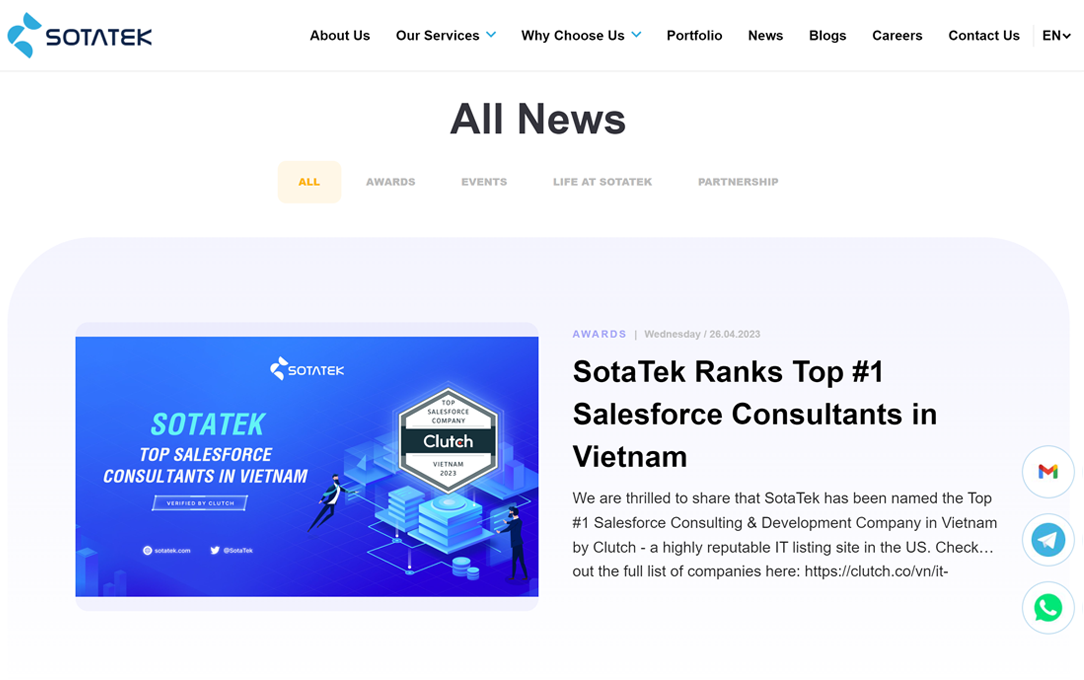 SOTATEK
About Us Our Services Why Choose Us Portfolio News Blogs Careers Contact Us EN
All News
ALL AWARDS EVENTS LIFE AT SOTATEK PARTNERSHIP
SOTATEK
SOTATEK
TOP SALESFORCE
CONSULTANTS IN VIETNAM
VERIFIED BY CLUTCH
sotatek.com @SotaTek
TOP
SALESFORCE
COMPANY
Clutch
VIETNAM
2023
AWARDS | Wednesday / 26.04.2023
SotaTek Ranks Top #1
Salesforce Consultants in
Vietnam
We are thrilled to share that SotaTek has been named the Top
#1 Salesforce Consulting & Development Company in Vietnam
by Clutch - a highly reputable IT listing site in the US. Check…
out the full list of companies here: https://clutch.co/vn/it-